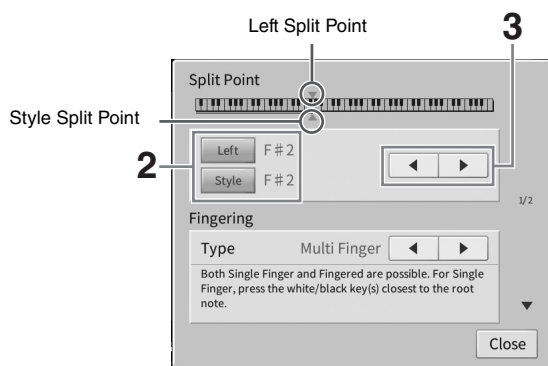 Left Split Point
3
Split Point
Style Split Point
2
Left F♯2
Style F♯2
1/2
Fingering
Type Multi Finger
Both Single Finger and Fingered are possible. For Single
Finger, press the white/black key(s) closest to the root
note.
Close